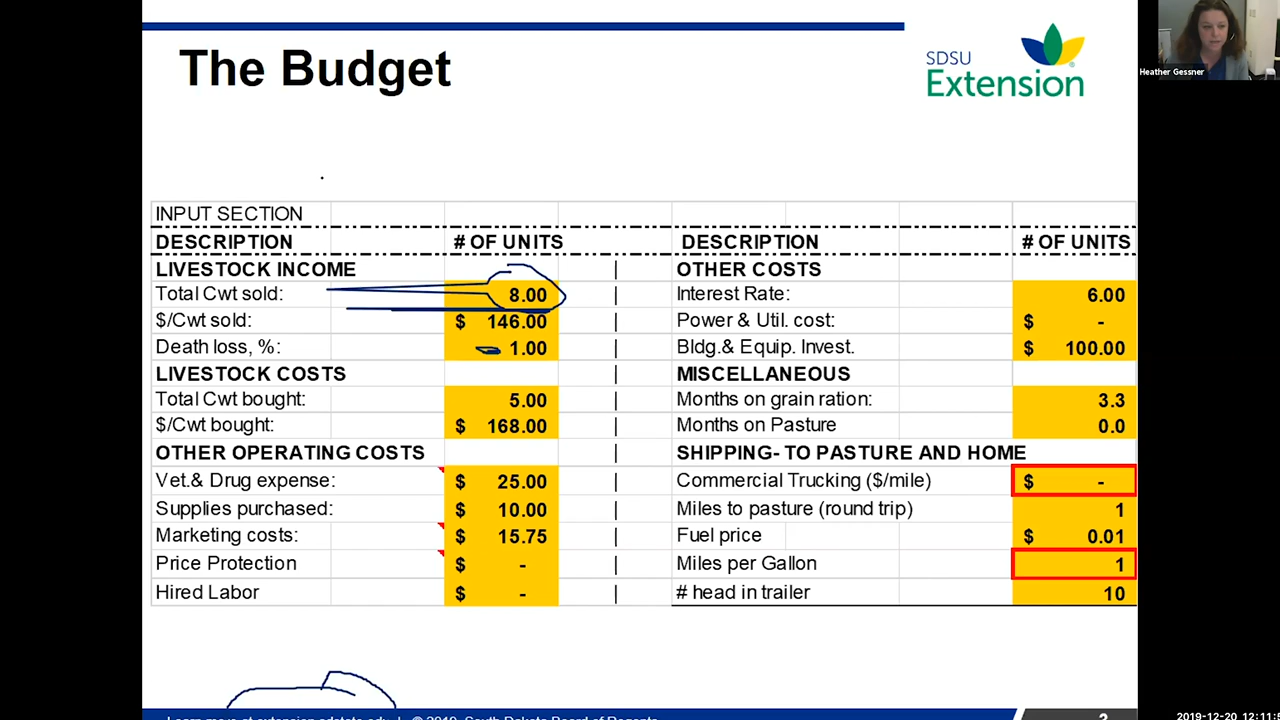 The Budget
SDSU
Extension
Heather Gessner
INPUT SECTION
DESCRIPTION # OF UNITS DESCRIPTION # OF UNITS
LIVESTOCK INCOME | OTHER COSTS
Total Cwt sold: 8.00 | Interest Rate: 6.00
$/Cwt sold: $ 146.00 | Power & Util. cost: $ -
Death loss, %: 1.00 | Bldg.& Equip. Invest. $ 100.00
LIVESTOCK COSTS | MISCELLANEOUS
Total Cwt bought: 5.00 | Months on grain ration: 3.3
$/Cwt bought: $ 168.00 | Months on Pasture 0.0
OTHER OPERATING COSTS | SHIPPING- TO PASTURE AND HOME
Vet.& Drug expense: $ 25.00 | Commercial Trucking ($/mile) $ -
Supplies purchased: $ 10.00 | Miles to pasture (round trip) 1
Marketing costs: $ 15.75 | Fuel price $ 0.01
Price Protection $ - | Miles per Gallon 1
Hired Labor $ - | # head in trailer 10